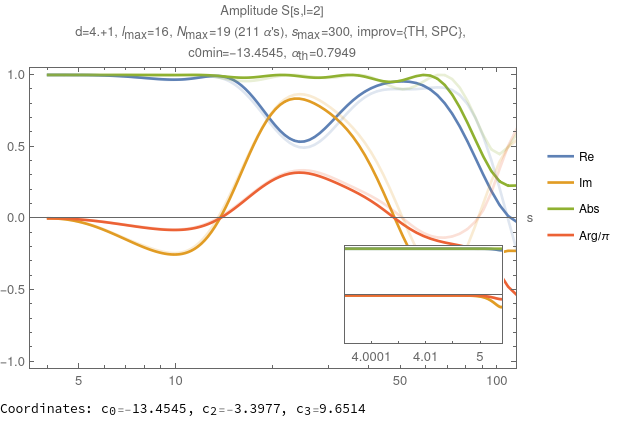 Amplitude S[s,l=2]
d=4.+1, lmax=16, Nmax=19 (211 α's), smax=300, improv={TH, SPC},
c0min=-13.4545, αth=0.7949
1.0
0.5
0.0
-0.5
-1.0
s
Re
Im
Abs
Arg/π
4.0001 4.01 5
5 10 50 100
Coordinates: c0=-13.4545, c2=-3.3977, c3=9.6514